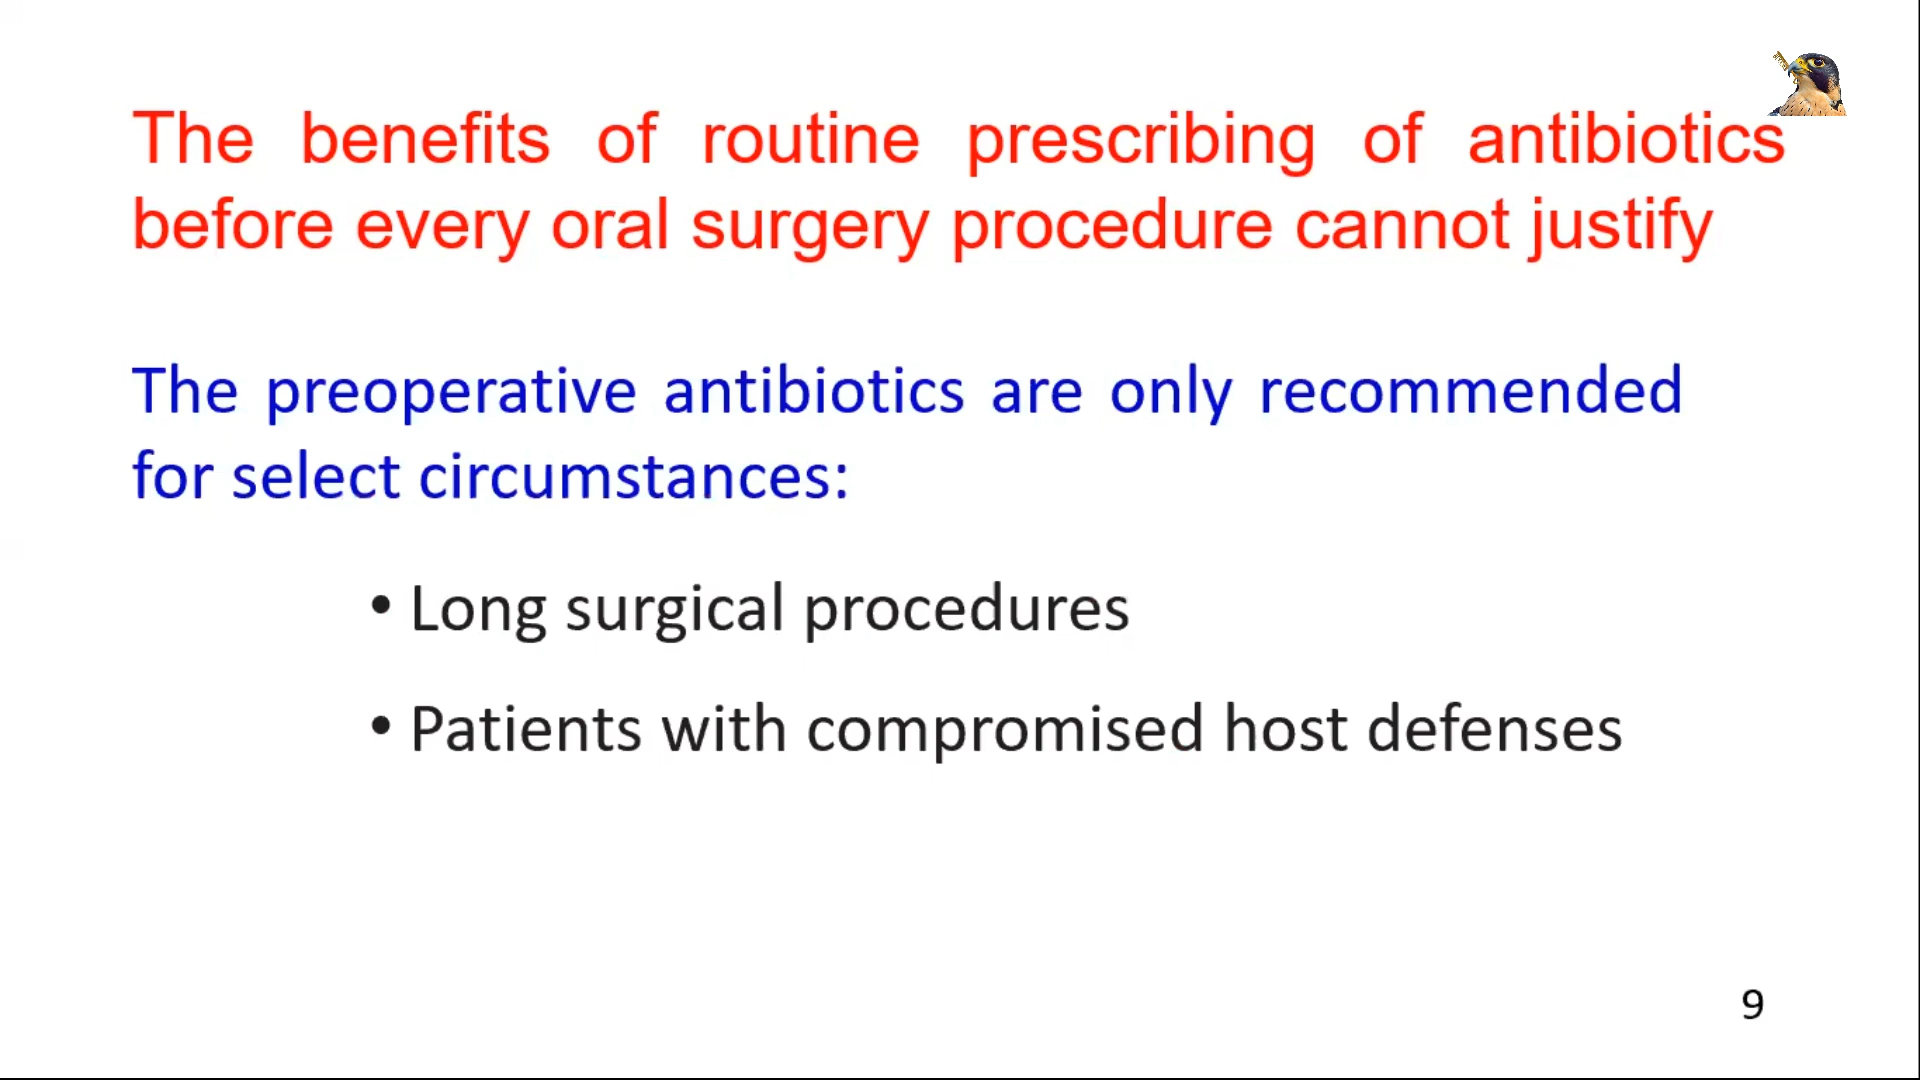 The benefits of routine prescribing of antibiotics
before every oral surgery procedure cannot justify
The preoperative antibiotics are only recommended
for select circumstances:
• Long surgical procedures
• Patients with compromised host defenses
9